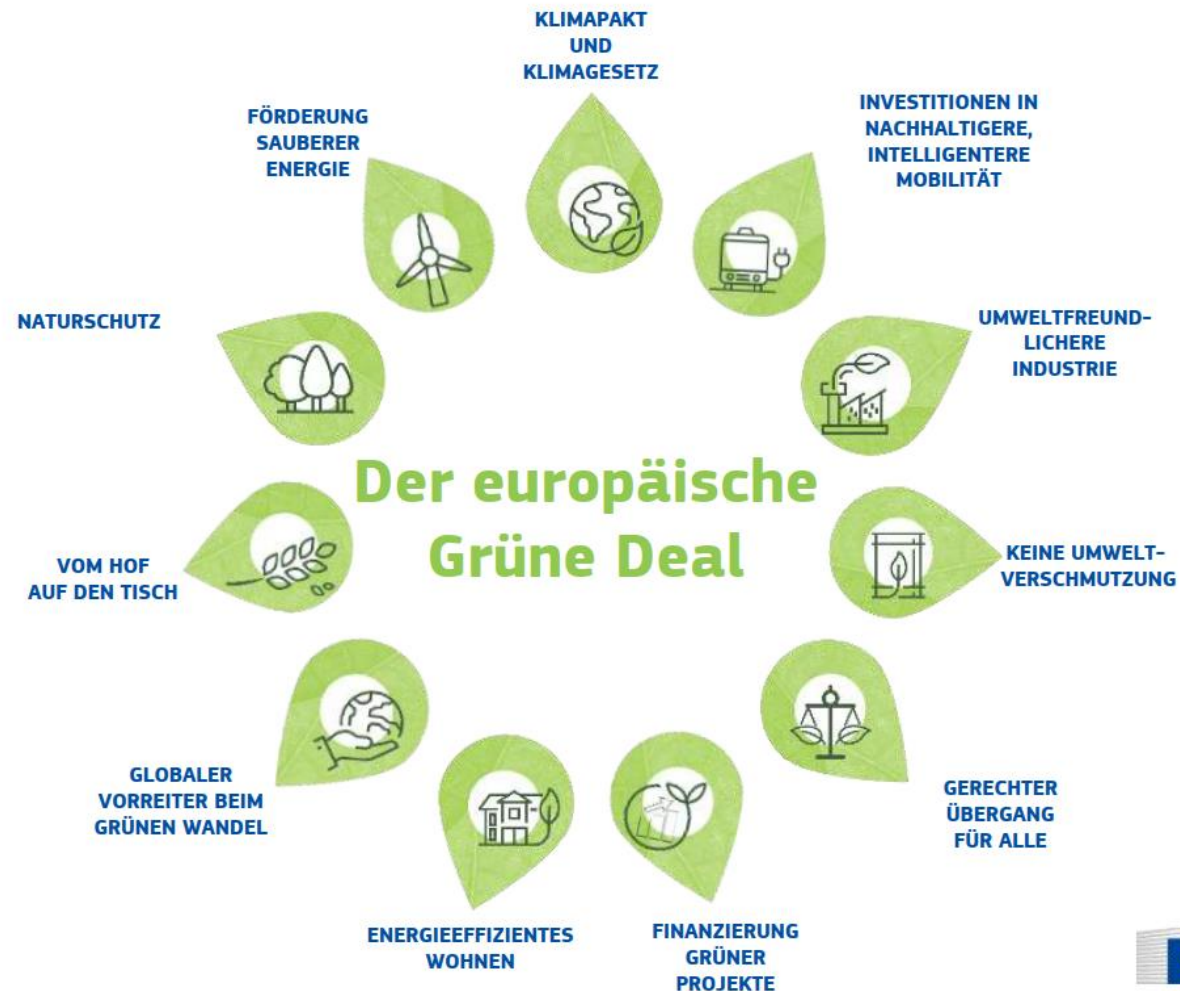 KLIMAPAKT
UND
KLIMAGESETZ
INVESTITIONEN IN
NACHHALTIGERE,
INTELLIGENTERE
MOBILITÄT
UMWELTFREUND-
LICHERE
INDUSTRIE
KEINE UMWELT-
VERSCHMUTZUNG
GERECHTER
ÜBERGANG
FÜR ALLE
FINANZIERUNG
GRÜNER
PROJEKTE
ENERGIEEFFIZIENTES
WOHNEN
GLOBALER
VORREITER BEIM
GRÜNEN WANDEL
VOM HOF
AUF DEN TISCH
NATURSCHUTZ
FÖRDERUNG
SAUBERER
ENERGIE
Der europäische
Grüne Deal